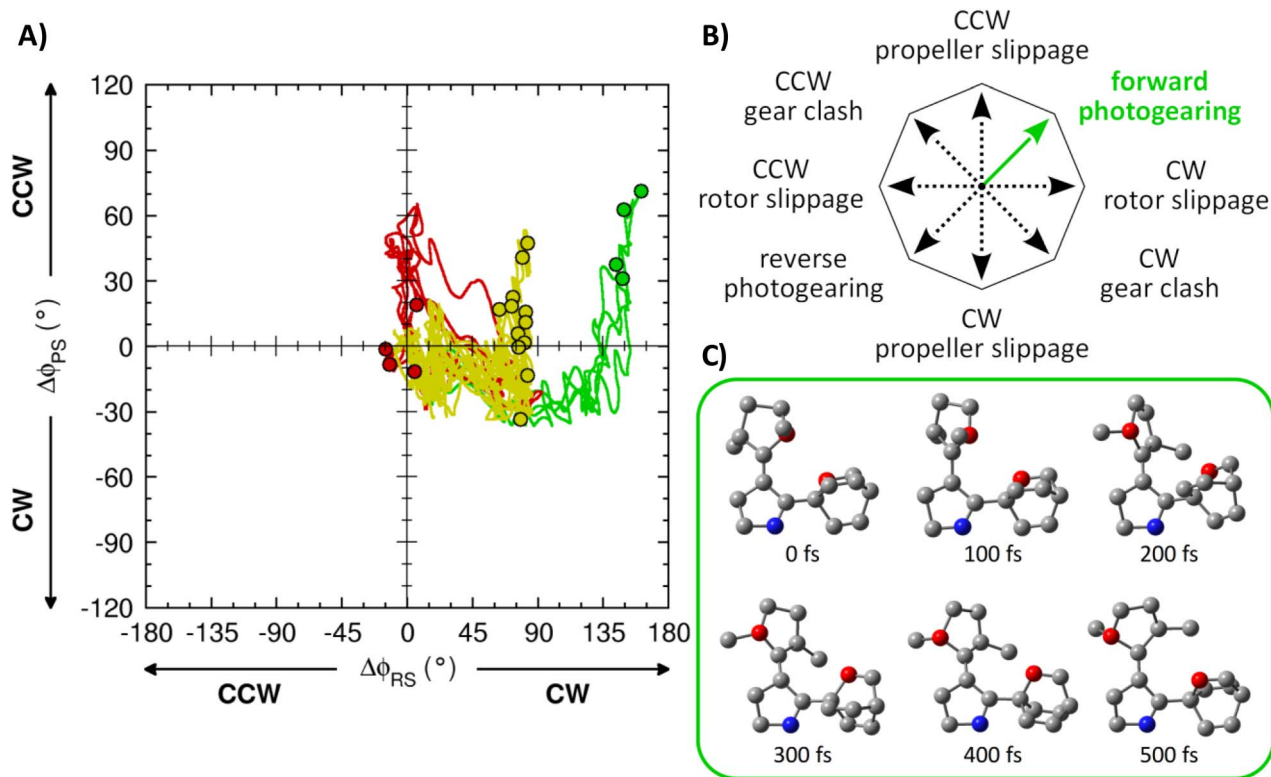 A)
CCW
CW
Δϕ_PS (°)
120
90
60
30
0
-30
-60
-90
-120
-180 -135 -90 -45 0 45 90 135 180
Δϕ_RS (°)
CCW
CW
B)
CCW
propeller slippage
CCW
gear clash
forward
photogearing
CCW
rotor slippage
CW
rotor slippage
reverse
photogearing
CW
gear clash
CW
propeller slippage
C)
0 fs
100 fs
200 fs
300 fs
400 fs
500 fs